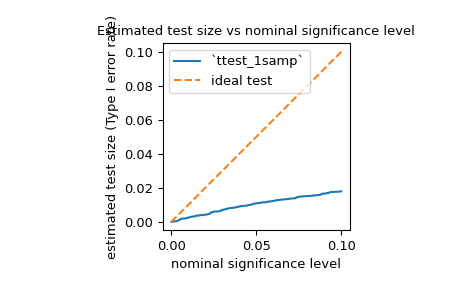 Estimated test size vs nominal significance level
estimated test size (Type I error rate)
0.10
0.08
0.06
0.04
0.02
0.00
`ttest_1samp`
ideal test
0.00 0.05 0.10
nominal significance level